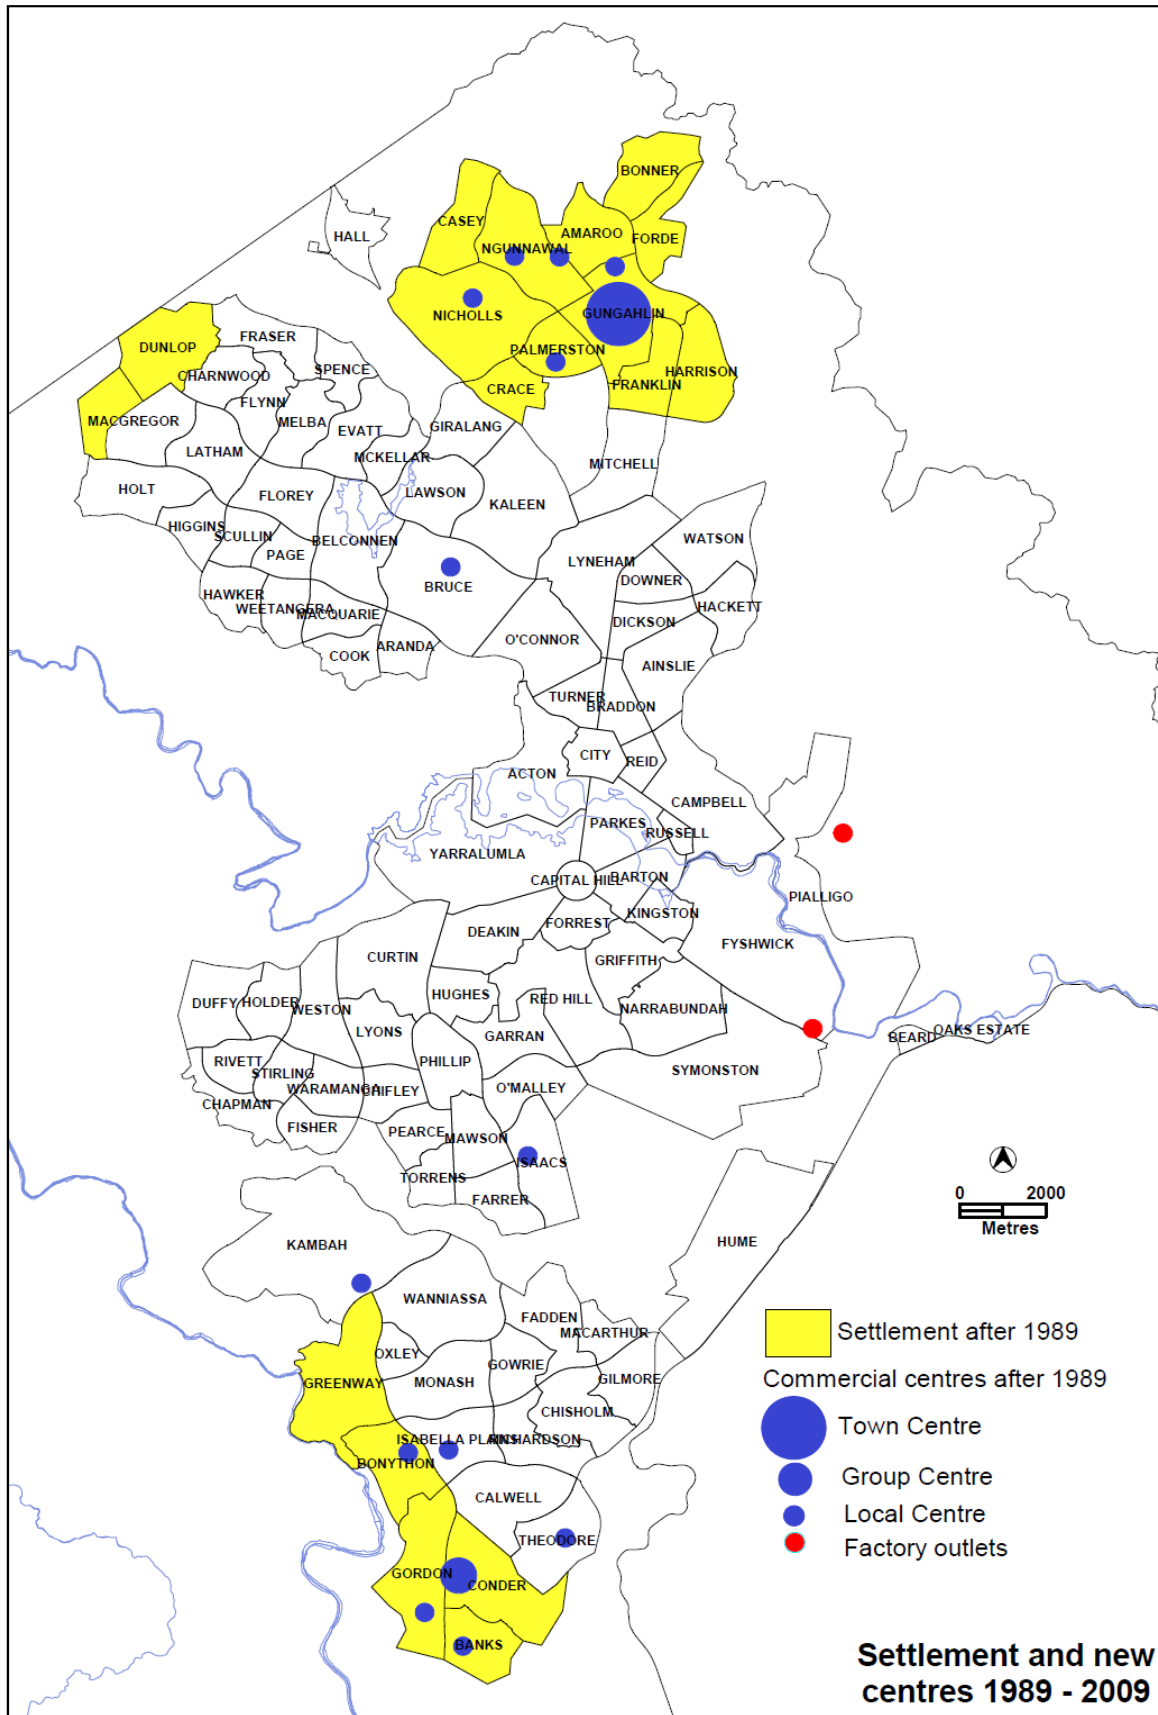 BONNER
CASEY
HALL
AMAROO
FORDE
NGUNNAWAL
GUNGAHLIN
NICHOLLS
FRASER
DUNLOP
PALMERSTON
SPENCE
CHARNWOOD
HARRISON
FRANKLIN
CRACE
FLYNN
MACGREGOR
MELBA
GIRALANG
EVATT
LATHAM
MCKELLAR
MITCHELL
HOLT
LAWSON
FLOREY
KALEEN
HIGGINS
SCULLIN
BELCONNEN
WATSON
PAGE
LYNEHAM
DOWNER
BRUCE
HAWKER
HACKETT
WEETANGERA
MACQUARIE
DICKSON
O'CONNOR
ARANDA
COOK
AINSLIE
TURNER
BRADDON
CITY
REID
ACTON
CAMPBELL
PARKES
RUSSELL
YARRALUMLA
BARTON
CAPITAL HILL
PIALLIGO
KINGSTON
FORREST
DEAKIN
FYSHWICK
CURTIN
GRIFFITH
HUGHES
RED HILL
DUFFY
HOLDER
WESTON
NARRABUNDAH
LYONS
GARRAN
OAKS ESTATE
BEARD
RIVETT
PHILLIP
STIRLING
SYMONSTON
WARAMANGA
CHIFLEY
O'MALLEY
CHAPMAN
FISHER
PEARCE
MAWSON
ISAACS
TORRENS
FARRER
0 2000
Metres
HUME
KAMBAH
WANNIASSA
FADDEN
MACARTHUR
OXLEY
GOWRIE
GREENWAY
MONASH
GILMORE
CHISHOLM
ISABELLA PLAINS
RICHARDSON
BONYTHON
CALWELL
THEODORE
GORDON
CONDER
BANKS
Settlement after 1989
Commercial centres after 1989
Town Centre
Group Centre
Local Centre
Factory outlets
Settlement and new
centres 1989 - 2009